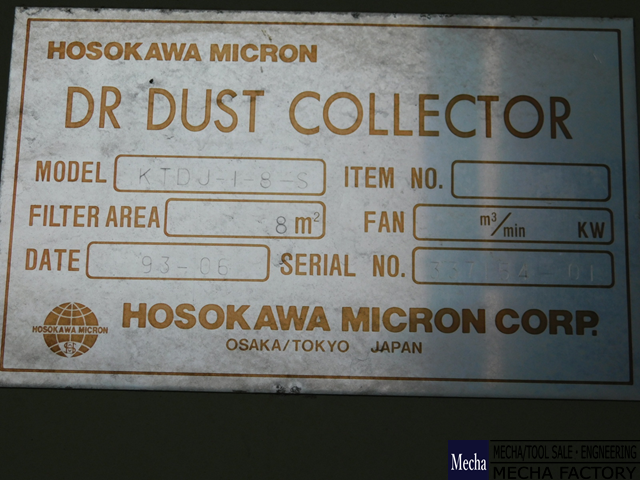 HOSOKAWA MICRON
DR DUST COLLECTOR
MODEL KTDJ-1-8-S ITEM NO.
FILTER AREA 8 m² FAN m³/min KW
DATE 93-06 SERIAL NO.
HOSOKAWA MICRON HOSOKAWA MICRON CORP.
OSAKA/TOKYO JAPAN
Mecha MECHA/TOOL SALE · ENGNEERING
MECHA FACTORY